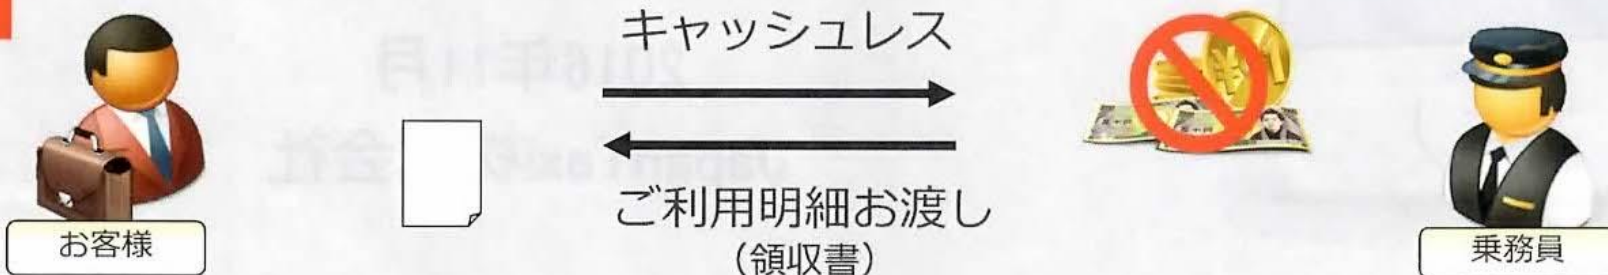 キャッシュレス
ご利用明細お渡し
（領収書）
お客様
乗務員